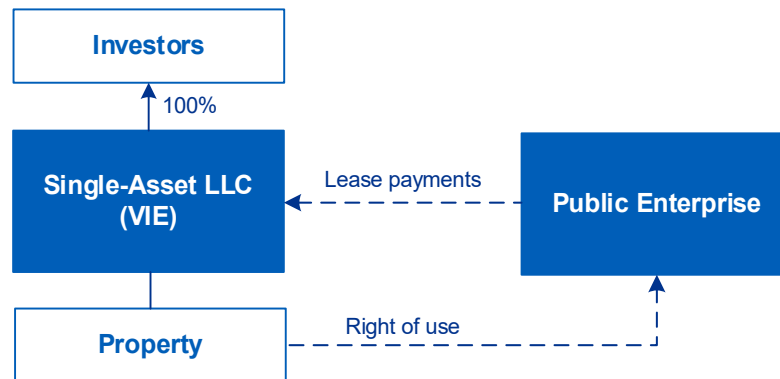 Investors
100%
Single-Asset LLC
(VIE)
Lease payments
Public Enterprise
Property
Right of use